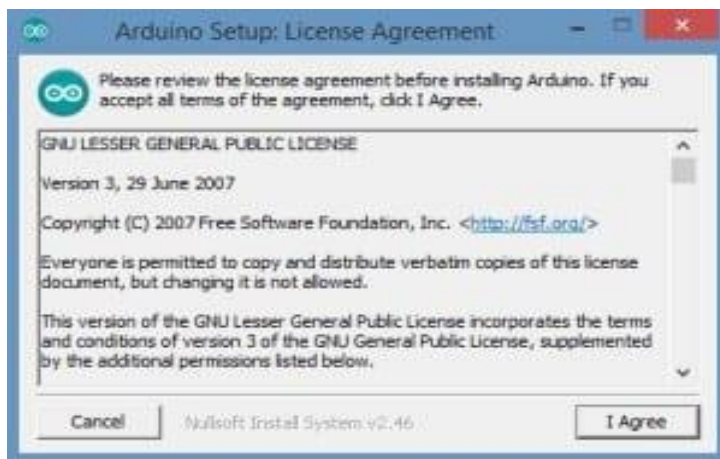 Arduino Setup: License Agreement
Please review the license agreement before installing Arduino. If you
accept all terms of the agreement, click I Agree.
GNU LESSER GENERAL PUBLIC LICENSE
Version 3, 29 June 2007
Copyright (C) 2007 Free Software Foundation, Inc. <http://fsf.org/>
Everyone is permitted to copy and distribute verbatim copies of this license
document, but changing it is not allowed.
This version of the GNU Lesser General Public License incorporates the terms
and conditions of version 3 of the GNU General Public License, supplemented
by the additional permissions listed below.
Cancel
Nullsoft Install System v2.46
I Agree